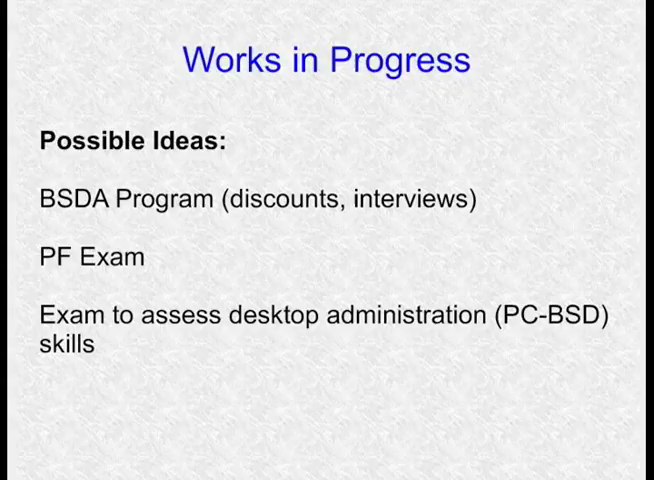 Works in Progress
Possible Ideas:
BSDA Program (discounts, interviews)
PF Exam
Exam to assess desktop administration (PC-BSD)
skills